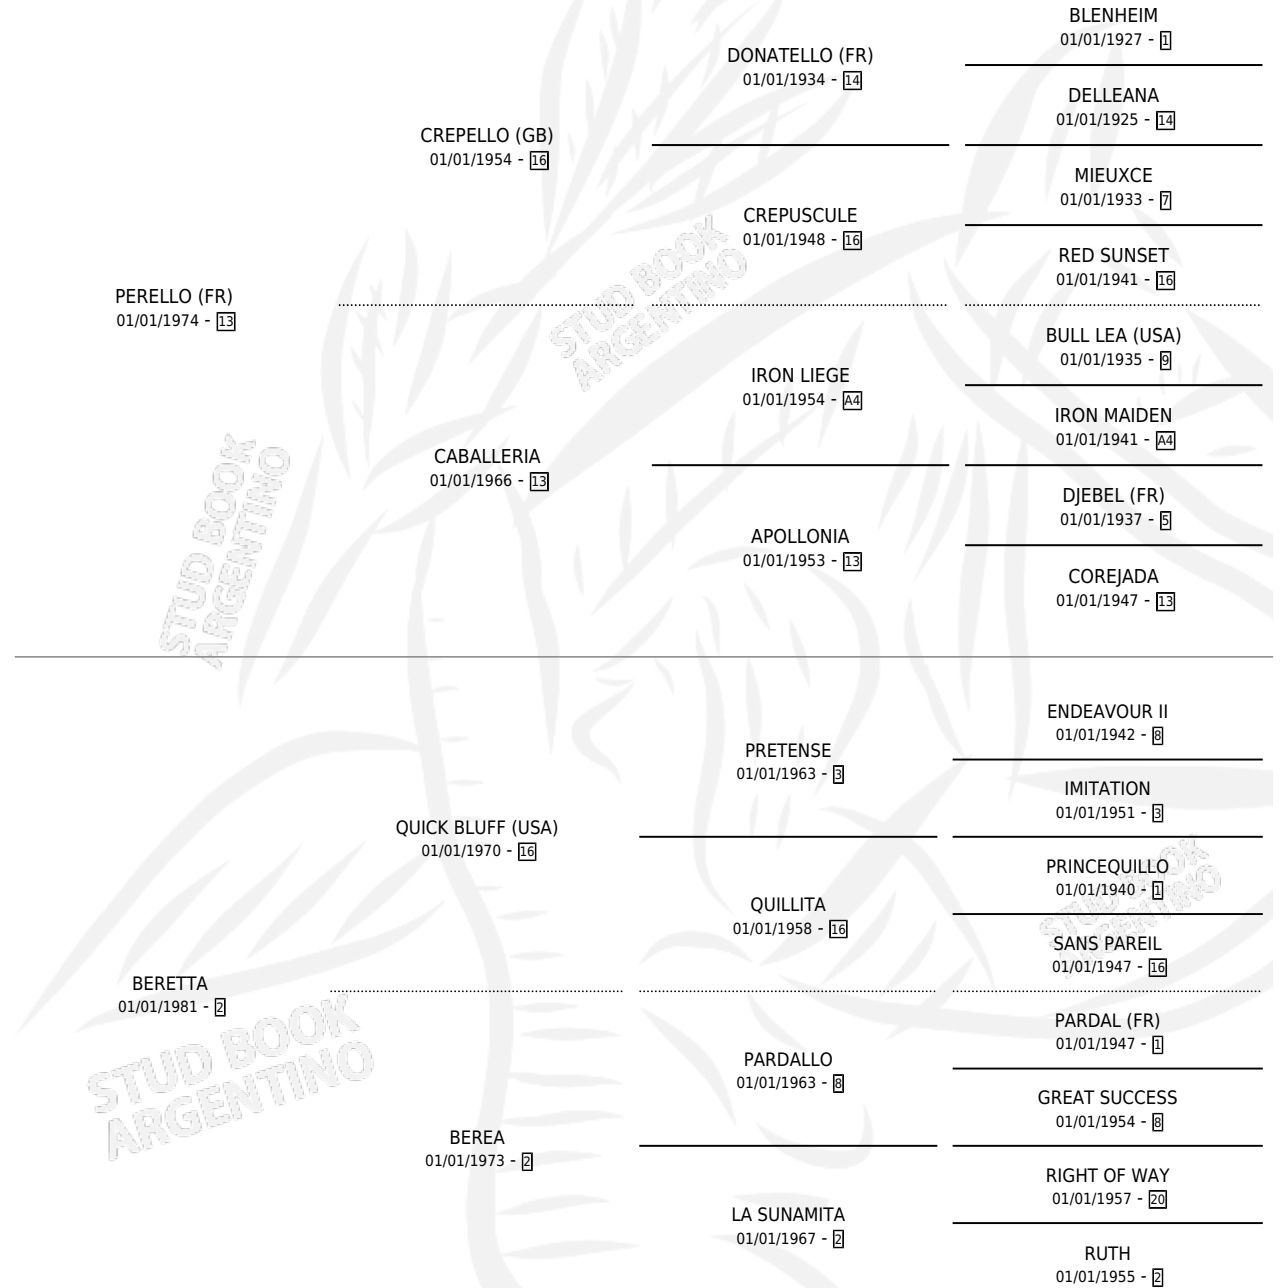 BLENHEIM
01/01/1927 - 1
DONATELLO (FR)
01/01/1934 - 14
DELLEANA
01/01/1925 - 14
CREPELLO (GB)
01/01/1954 - 16
MIEUXCE
01/01/1933 - 7
CREPUSCULE
01/01/1948 - 16
RED SUNSET
01/01/1941 - 16
PERELLO (FR)
01/01/1974 - 13
STUD BOOK
ARGENTINO
BULL LEA (USA)
01/01/1935 - 9
IRON LIEGE
01/01/1954 - A4
IRON MAIDEN
01/01/1941 - A4
CABALLERIA
01/01/1966 - 13
DJEBEL (FR)
01/01/1937 - 5
APOLLONIA
01/01/1953 - 13
COREJADA
01/01/1947 - 13
STUD BOOK
ARGENTINO
ENDEAVOUR II
01/01/1942 - 8
PRETENSE
01/01/1963 - 3
IMITATION
01/01/1951 - 3
QUICK BLUFF (USA)
01/01/1970 - 16
PRINCEQUILLO
01/01/1940 - 1
QUILLITA
01/01/1958 - 16
SANS PAREIL
01/01/1947 - 16
STUD BOOK
ARGENTINO
BERETTA
01/01/1981 - 2
PARDAL (FR)
01/01/1947 - 1
PARDALLO
01/01/1963 - 8
GREAT SUCCESS
01/01/1954 - 8
STUD BOOK
ARGENTINO
BEREA
01/01/1973 - 2
RIGHT OF WAY
01/01/1957 - 20
LA SUNAMITA
01/01/1967 - 2
RUTH
01/01/1955 - 2